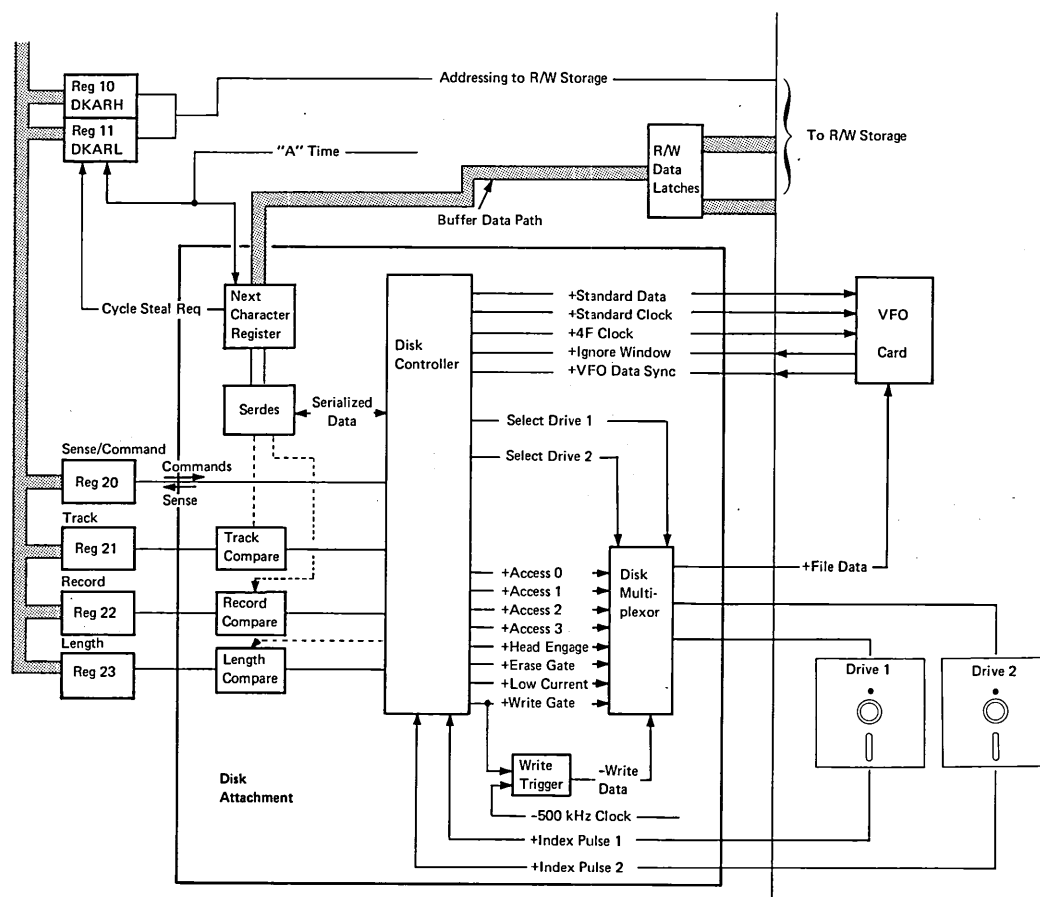 Reg 10
DKARH
Reg 11
DKARL
Addressing to R/W Storage
To R/W Storage
"A" Time
R/W
Data
Latches
Buffer Data Path
Cycle Steal Req
Next
Character
Register
Disk
Controller
+Standard Data
+Standard Clock
+4F Clock
+Ignore Window
+VFO Data Sync
VFO
Card
Serdes
Serialized
Data
Select Drive 1
Select Drive 2
Sense/Command
Reg 20
Commands
Sense
Track
Reg 21
Track
Compare
Record
Reg 22
Record
Compare
Length
Reg 23
Length
Compare
+Access 0
+Access 1
+Access 2
+Access 3
+Head Engage
+Erase Gate
+Low Current
+Write Gate
Disk
Multi-
plexor
+File Data
Drive 1
Drive 2
Write
Trigger
-Write
Data
Disk
Attachment
-500 kHz Clock
+Index Pulse 1
+Index Pulse 2